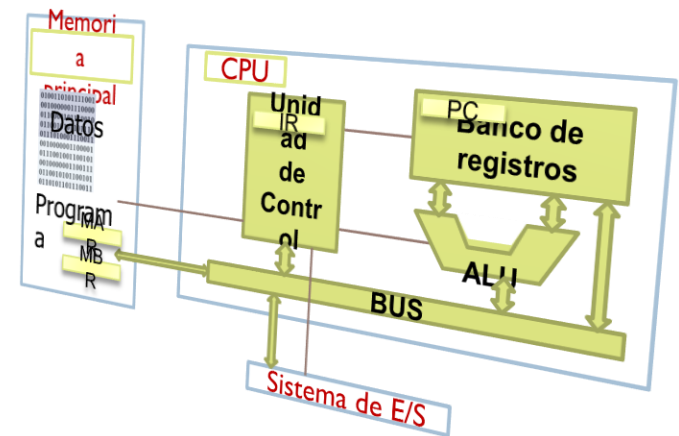 Memori
a
principal
0100110101111001
Datos
Program
a
MA
R
MB
R
CPU
Unid
ad
de
Contr
ol
IR
PC
Banco de
registros
ALU
BUS
Sistema de E/S